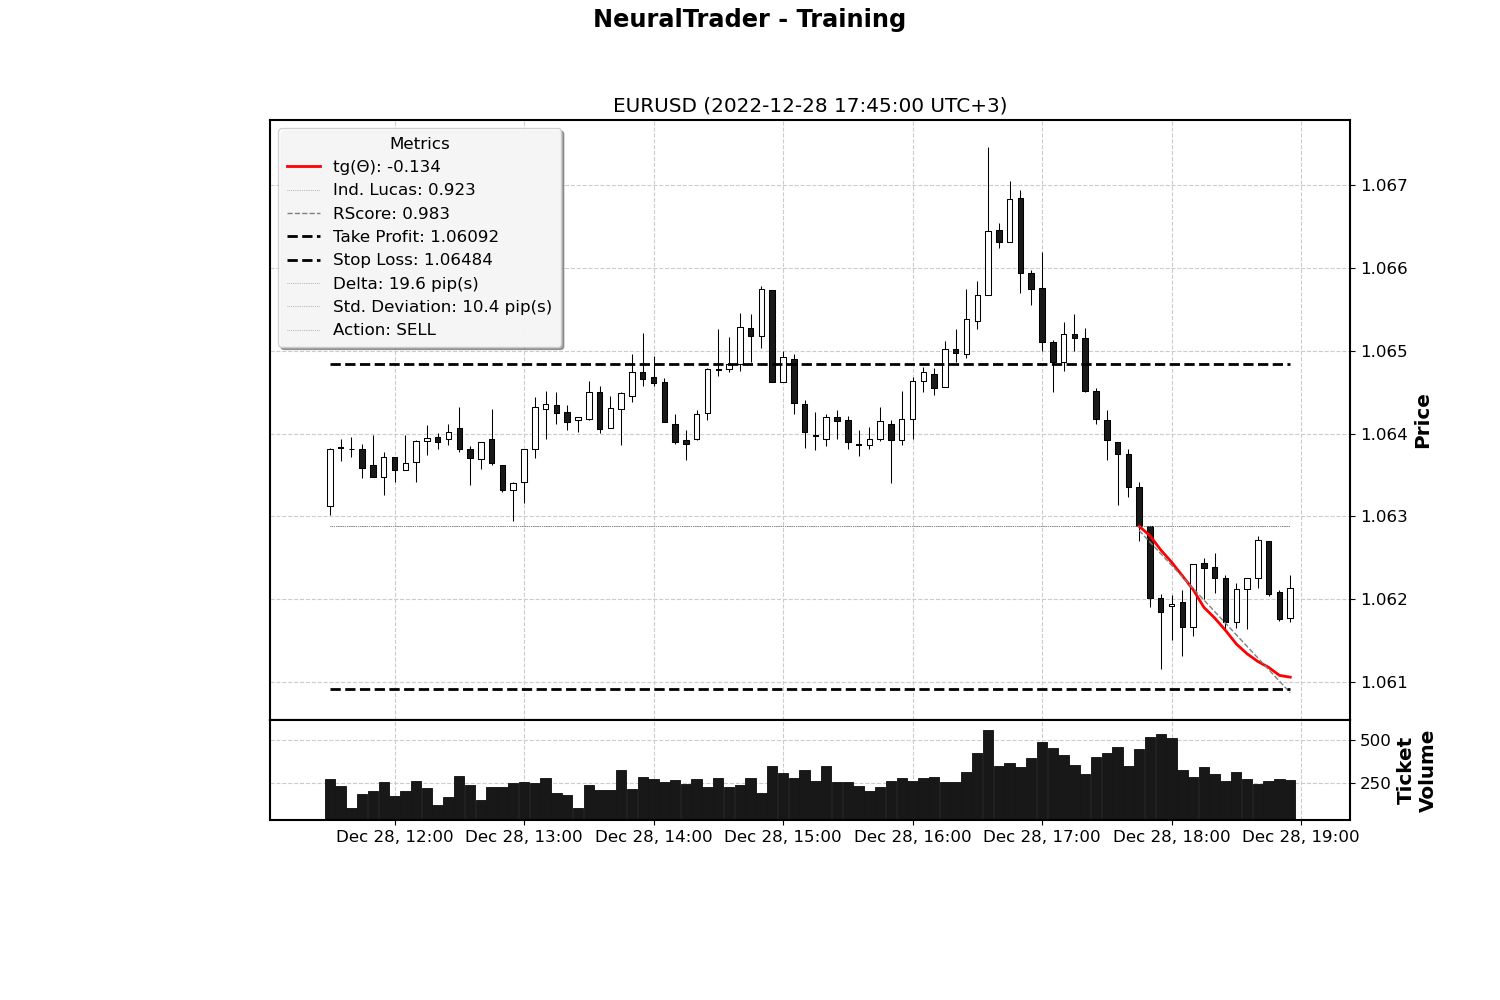 NeuralTrader - Training
EURUSD (2022-12-28 17:45:00 UTC+3)
Metrics
tg(Θ): -0.134
Ind. Lucas: 0.923
RScore: 0.983
Take Profit: 1.06092
Stop Loss: 1.06484
Delta: 19.6 pip(s)
Std. Deviation: 10.4 pip(s)
Action: SELL
1.067
1.066
1.065
1.064
1.063
1.062
1.061
Price
500
250
Ticket
Volume
Dec 28, 12:00 Dec 28, 13:00 Dec 28, 14:00 Dec 28, 15:00 Dec 28, 16:00 Dec 28, 17:00 Dec 28, 18:00 Dec 28, 19:00